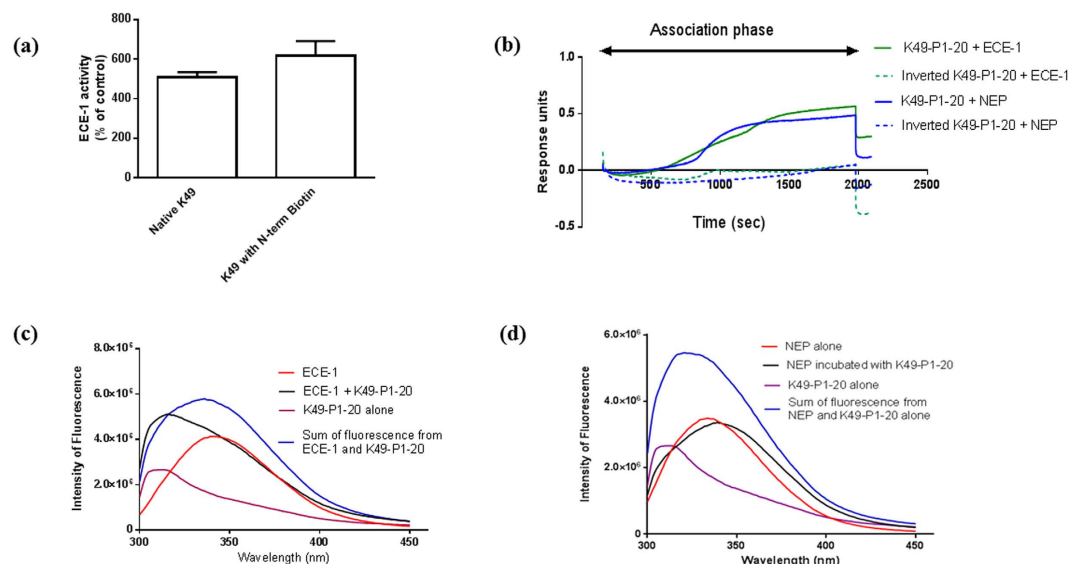 (a)
800
600
400
200
0
ECE-1 activity
(% of control)
Native K49
K49 with N-term Biotin
(b)
Association phase
1.0
0.5
0.0
-0.5
Response units
500
1000
1500
2000
2500
Time (sec)
K49-P1-20 + ECE-1
Inverted K49-P1-20 + ECE-1
K49-P1-20 + NEP
Inverted K49-P1-20 + NEP
(c)
8.0×10⁵
6.0×10⁵
4.0×10⁵
2.0×10⁵
0
Intensity of Fluorescence
300
350
400
450
Wavelength (nm)
ECE-1
ECE-1 + K49-P1-20
K49-P1-20 alone
Sum of fluorescence from
ECE-1 and K49-P1-20
(d)
6.0×10⁶
4.0×10⁶
2.0×10⁶
0
Intensity of Fluorescence
300
350
400
450
Wavelength (nm)
NEP alone
NEP incubated with K49-P1-20
K49-P1-20 alone
Sum of fluorescence from
NEP and K49-P1-20 alone